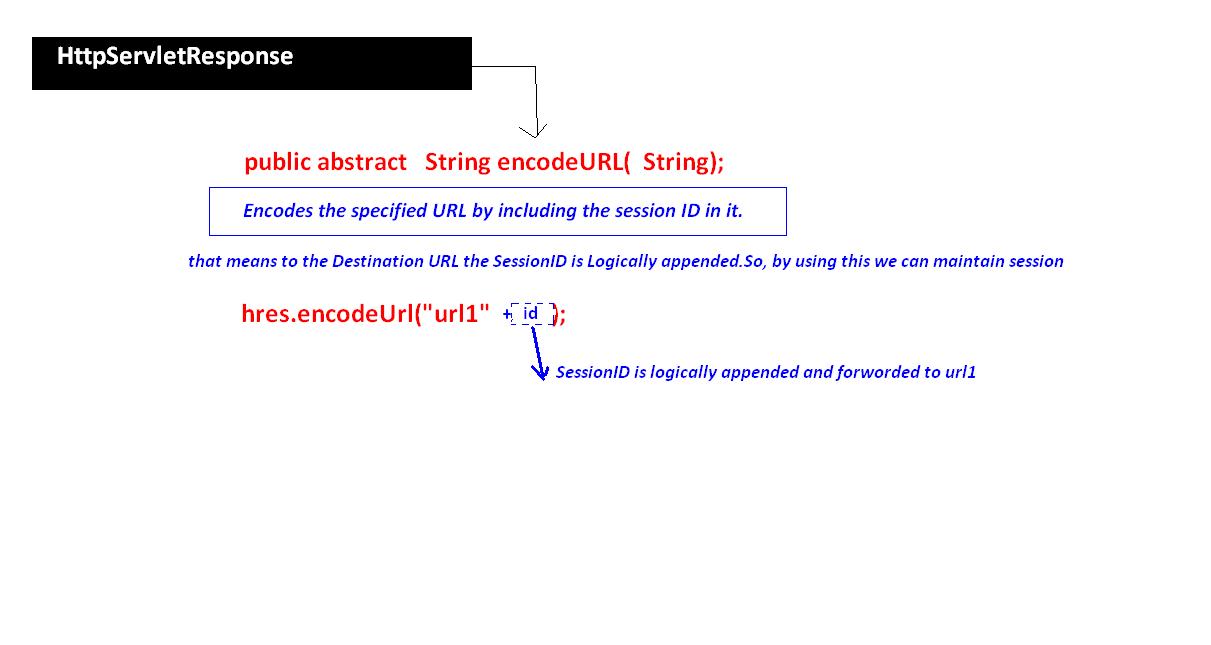 HttpServletResponse
public abstract String encodeURL( String);
Encodes the specified URL by including the session ID in it.
that means to the Destination URL the SessionID is Logically appended.So, by using this we can maintain session
hres.encodeUrl("url1" + id );
SessionID is logically appended and forworded to url1